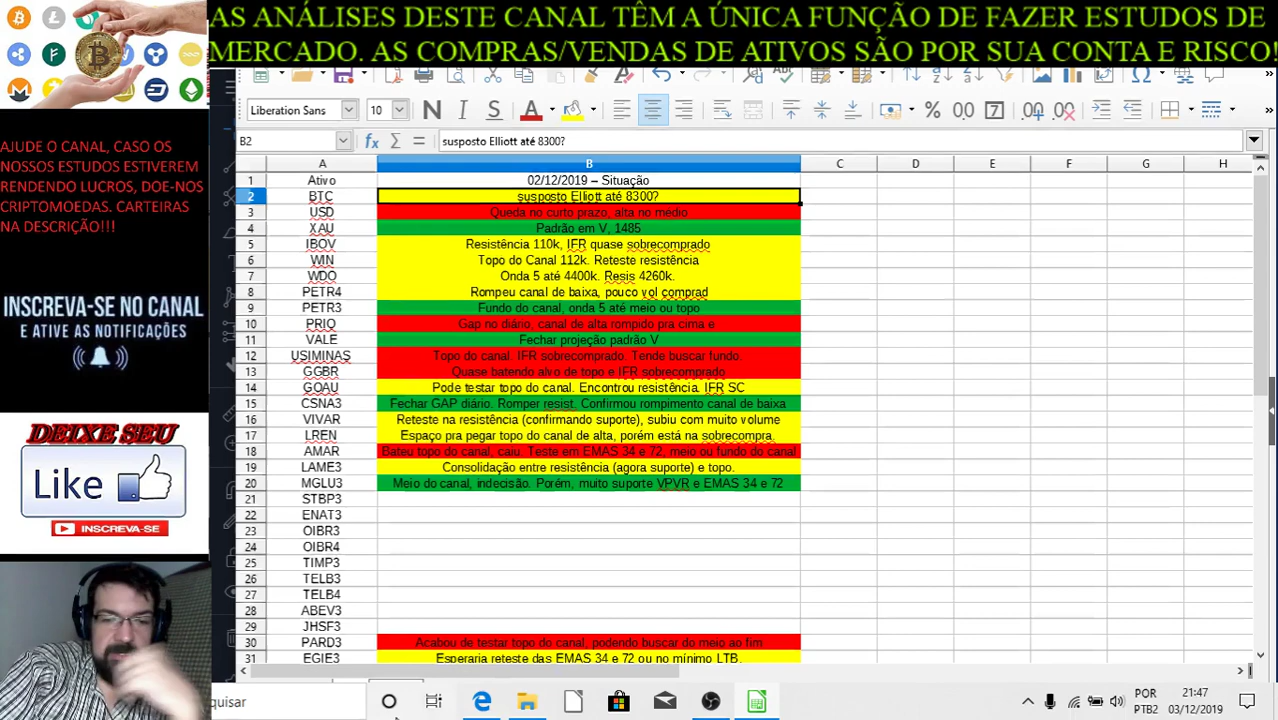 AS ANÁLISES DESTE CANAL TÊM A ÚNICA FUNÇÃO DE FAZER ESTUDOS DE
MERCADO. AS COMPRAS/VENDAS DE ATIVOS SÃO POR SUA CONTA E RISCO!
AJUDE O CANAL, CASO OS
NOSSOS ESTUDOS ESTIVEREM
RENDENDO LUCROS, DOE-NOS
CRIPTOMOEDAS. CARTEIRAS
NA DESCRIÇÃO!!!
INSCREVA-SE NO CANAL
E ATIVE AS NOTIFICAÇÕES
DEIXE SEU
Like
INSCREVA-SE
Liberation Sans 10 N I S A % 00 7 00 00
B2 fx Σ = susposto Elliott até 8300?
A B C D E F G H
1 Ativo 02/12/2019 – Situação
2 BTC susposto Elliott até 8300?
3 USD Queda no curto prazo, alta no médio
4 XAU Padrão em V, 1485
5 IBOV Resistência 110k, IFR quase sobrecomprado
6 WIN Topo do Canal 112k. Reteste resistência
7 WDO Onda 5 até 4400k. Resis 4260k.
8 PETR4 Rompeu canal de baixa, pouco vol comprad
9 PETR3 Fundo do canal, onda 5 até meio ou topo
10 PRIO Gap no diário, canal de alta rompido pra cima e
11 VALE Fechar projeção padrão V
12 USIMINAS Topo do canal. IFR sobrecomprado. Tende buscar fundo.
13 GGBR Quase batendo alvo de topo e IFR sobrecomprado
14 GOAU Pode testar topo do canal. Encontrou resistência. IFR SC
15 CSNA3 Fechar GAP diário. Romper resist. Confirmou rompimento canal de baixa
16 VIVAR Reteste na resistência (confirmando suporte), subiu com muito volume
17 LREN Espaço pra pegar topo do canal de alta, porém está na sobrecompra.
18 AMAR Bateu topo do canal, caiu. Teste em EMAS 34 e 72, meio ou fundo do canal
19 LAME3 Consolidação entre resistência (agora suporte) e topo.
20 MGLU3 Meio do canal, indecisão. Porém, muito suporte VPVR e EMAS 34 e 72
21 STBP3
22 ENAT3
23 OIBR3
24 OIBR4
25 TIMP3
26 TELB3
27 TELB4
28 ABEV3
29 JHSF3
30 PARD3 Acabou de testar topo do canal, podendo buscar do meio ao fim
31 EGIE3 Esperaria reteste das EMAS 34 e 72 ou no mínimo LTB.
quisar
POR
PTB2
21:47
03/12/2019